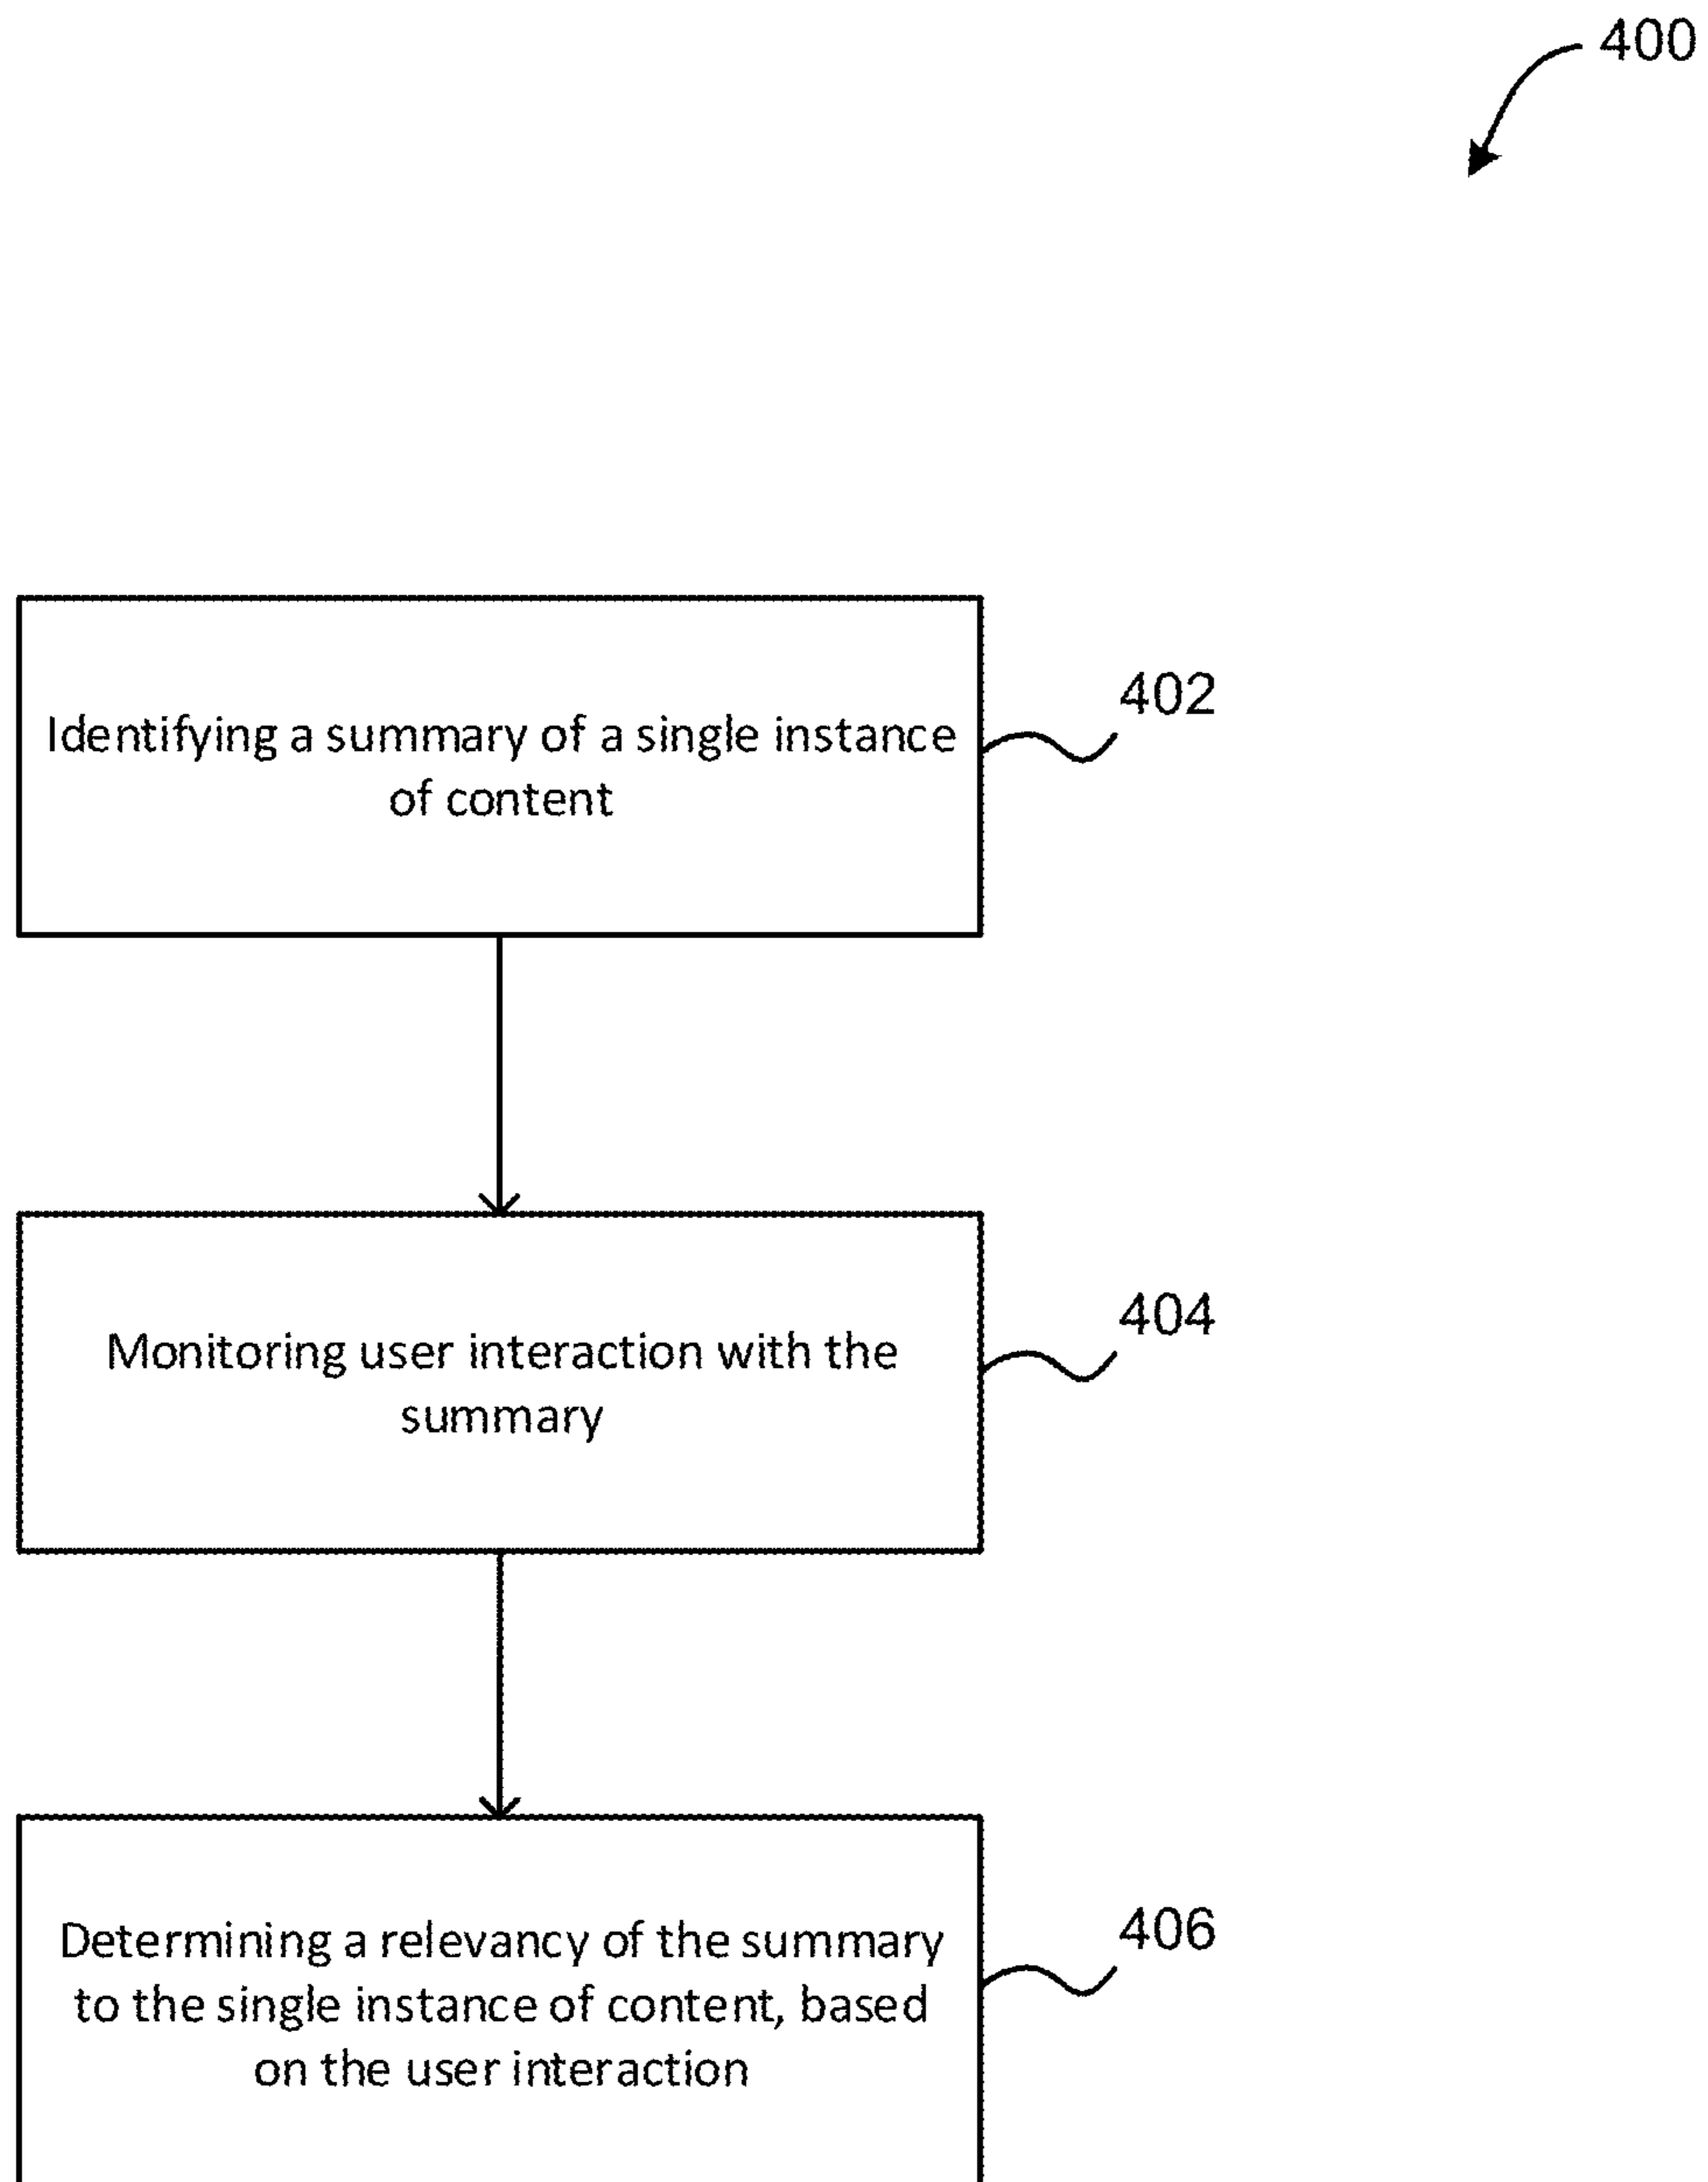 400
Identifying a summary of a single instance
of content
402
Monitoring user interaction with the
summary
404
Determining a relevancy of the summary
to the single instance of content, based
on the user interaction
406